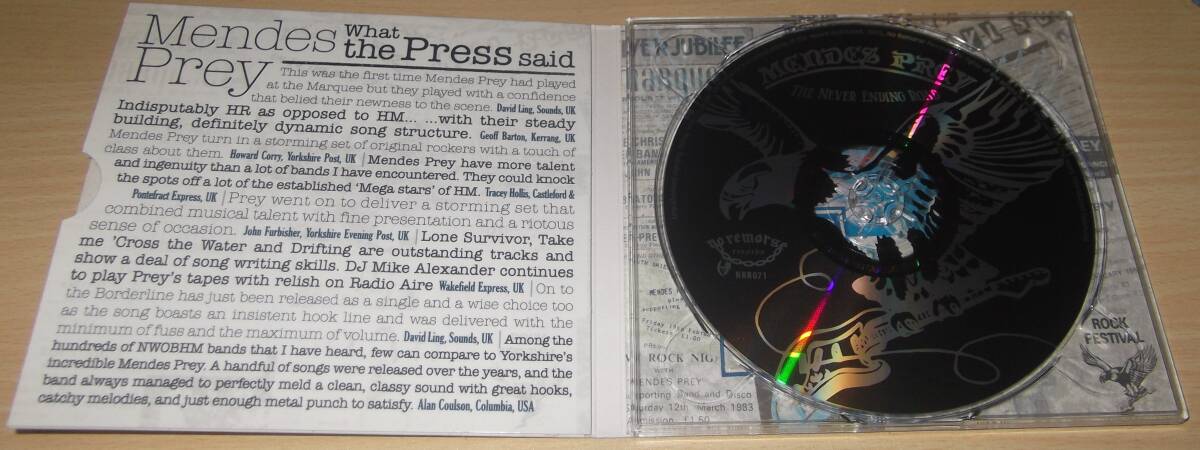 Mendes
Prey
What
the Press said
This was the first time Mendes Prey had played
at the Marquee but they played with a confidence
that belied their newness to the scene. David Ling, Sounds, UK
Indisputably HR as opposed to HM... ...with their steady
building, definitely dynamic song structure. Geoff Barton, Kerrang, UK
Mendes Prey turn in a storming set of original rockers with a touch of
class about them. Howard Corry, Yorkshire Post, UK | Mendes Prey have more talent
and ingenuity than a lot of bands I have encountered. They could knock
the spots off a lot of the established 'Mega stars' of HM. Tracey Hollis, Castleford &
Pontefract Express, UK | Prey went on to deliver a storming set that
combined musical talent with fine presentation and a riotous
sense of occasion. John Furbisher, Yorkshire Evening Post, UK | Lone Survivor, Take
me 'Cross the Water and Drifting are outstanding tracks and
show a deal of song writing skills. DJ Mike Alexander continues
to play Prey's tapes with relish on Radio Aire Wakefield Express, UK | On to
the Borderline has just been released as a single and a wise choice too
as the song boasts an insistent hook line and was delivered with the
minimum of fuss and the maximum of volume. David Ling, Sounds, UK | Among the
hundreds of NWOBHM bands that I have heard, few can compare to Yorkshire's
incredible Mendes Prey. A handful of songs were released over the years, and the
band always managed to perfectly meld a clean, classy sound with great hooks,
catchy melodies, and just enough metal punch to satisfy. Alan Coulson, Columbia, USA
JUBILEE
MENDES PREY
THE NEVER ENDING
noremorse
RECORDS
NRR071
ROCK
FESTIVAL
Friday
ROCK
MENDES PREY
and Disco
12th March 1983
£1.50